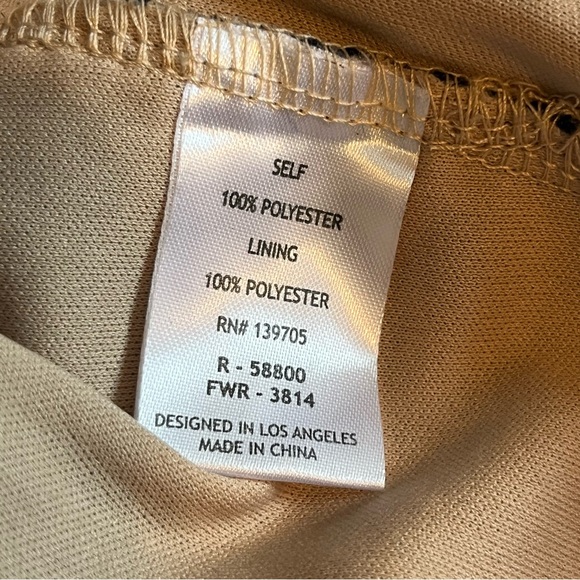 SELF
100% POLYESTER
LINING
100% POLYESTER
RN# 139705
R - 58800
FWR - 3814
DESIGNED IN LOS ANGELES
MADE IN CHINA